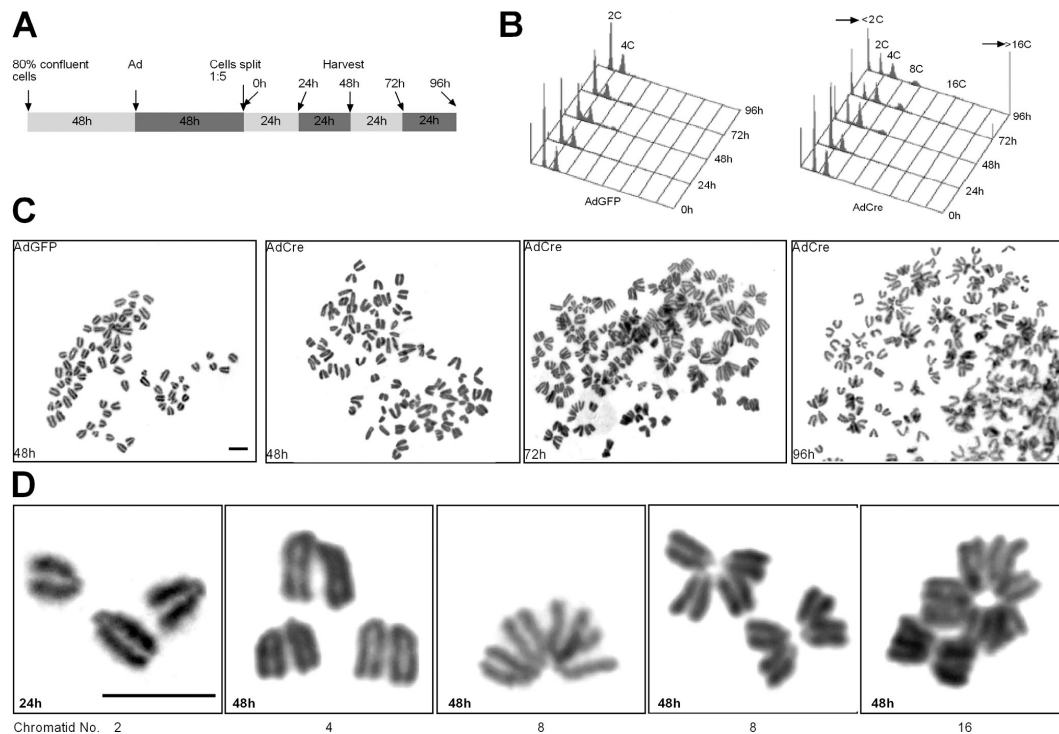 A
80% confluent
cells
Ad
Cells split
1:5
0h
Harvest
24h
48h
72h
96h
48h
48h
24h
24h
24h
24h
B
2C
4C
96h
72h
48h
24h
0h
AdGFP
<2C
2C
4C
8C
16C
>16C
96h
72h
48h
24h
0h
AdCre
C
AdGFP
48h
AdCre
48h
AdCre
72h
AdCre
96h
D
24h
48h
48h
48h
48h
Chromatid No. 2 4 8 8 16